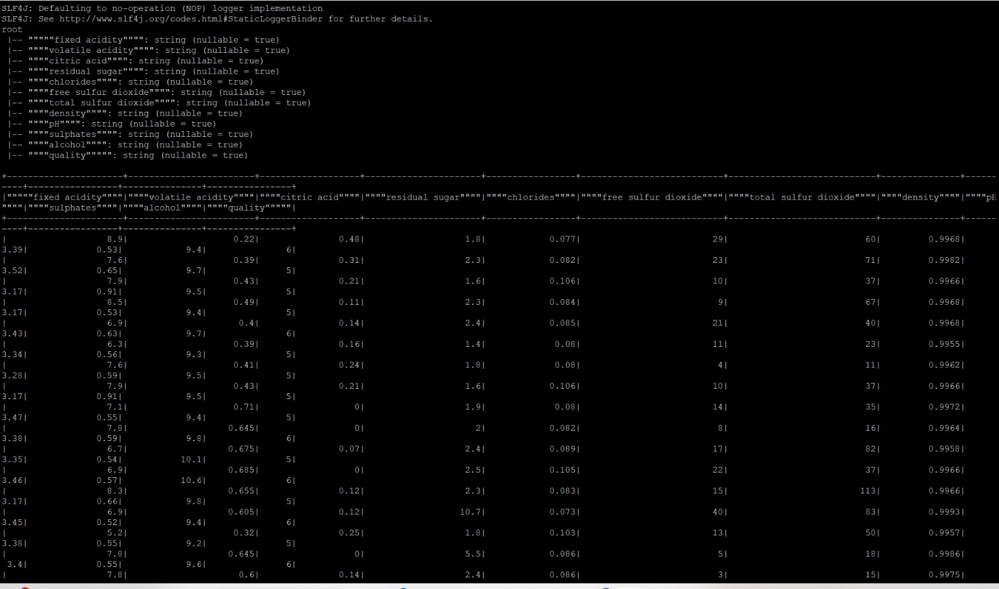 SLF4J: Defaulting to no-operation (NOP) logger implementation
SLF4J: See http://www.slf4j.org/codes.html#StaticLoggerBinder for further details.
root
 |-- """""fixed acidity"""": string (nullable = true)
 |-- """"volatile acidity"""": string (nullable = true)
 |-- """"citric acid"""": string (nullable = true)
 |-- """"residual sugar"""": string (nullable = true)
 |-- """"chlorides"""": string (nullable = true)
 |-- """"free sulfur dioxide"""": string (nullable = true)
 |-- """"total sulfur dioxide"""": string (nullable = true)
 |-- """"density"""": string (nullable = true)
 |-- """"pH"""": string (nullable = true)
 |-- """"sulphates"""": string (nullable = true)
 |-- """"alcohol"""": string (nullable = true)
 |-- """"quality""""": string (nullable = true)
+----------------------+------------------------+-------------------+----------------------+-----------------+---------------------------+----------------------------+---------------+------
----+-----------------+---------------+----------------+
|"""""fixed acidity""""|""""volatile acidity""""|""""citric acid""""|""""residual sugar""""|""""chlorides""""|""""free sulfur dioxide""""|""""total sulfur dioxide""""|""""density""""|""""pH
""""|""""sulphates""""|""""alcohol""""|""""quality"""""|
+----------------------+------------------------+-------------------+----------------------+-----------------+---------------------------+----------------------------+---------------+------
----+-----------------+---------------+----------------+
| 8.9| 0.22| 0.48| 1.8| 0.077| 29| 60| 0.9968|
3.39| 0.53| 9.4| 6|
| 7.6| 0.39| 0.31| 2.3| 0.082| 23| 71| 0.9982|
3.52| 0.65| 9.7| 5|
| 7.9| 0.43| 0.21| 1.6| 0.106| 10| 37| 0.9966|
3.17| 0.91| 9.5| 5|
| 8.5| 0.49| 0.11| 2.3| 0.084| 9| 67| 0.9968|
3.17| 0.53| 9.4| 5|
| 6.9| 0.4| 0.14| 2.4| 0.085| 21| 40| 0.9968|
3.43| 0.63| 9.7| 6|
| 6.3| 0.39| 0.16| 1.4| 0.08| 11| 23| 0.9955|
3.34| 0.56| 9.3| 5|
| 7.6| 0.41| 0.24| 1.8| 0.08| 4| 11| 0.9962|
3.28| 0.59| 9.5| 5|
| 7.9| 0.43| 0.21| 1.6| 0.106| 10| 37| 0.9966|
3.17| 0.91| 9.5| 5|
| 7.1| 0.71| 0| 1.9| 0.08| 14| 35| 0.9972|
3.47| 0.55| 9.4| 5|
| 7.8| 0.645| 0| 2| 0.082| 8| 16| 0.9964|
3.38| 0.59| 9.8| 6|
| 6.7| 0.675| 0.07| 2.4| 0.089| 17| 82| 0.9958|
3.35| 0.54| 10.1| 5|
| 6.9| 0.685| 0| 2.5| 0.105| 22| 37| 0.9966|
3.46| 0.57| 10.6| 6|
| 8.3| 0.655| 0.12| 2.3| 0.083| 15| 113| 0.9966|
3.17| 0.66| 9.8| 5|
| 6.9| 0.605| 0.12| 10.7| 0.073| 40| 83| 0.9993|
3.45| 0.52| 9.4| 6|
| 5.2| 0.32| 0.25| 1.8| 0.103| 13| 50| 0.9957|
3.38| 0.55| 9.2| 5|
| 7.8| 0.645| 0| 5.5| 0.086| 5| 18| 0.9986|
3.4| 0.55| 9.6| 6|
| 7.8| 0.6| 0.14| 2.4| 0.086| 3| 15| 0.9975|